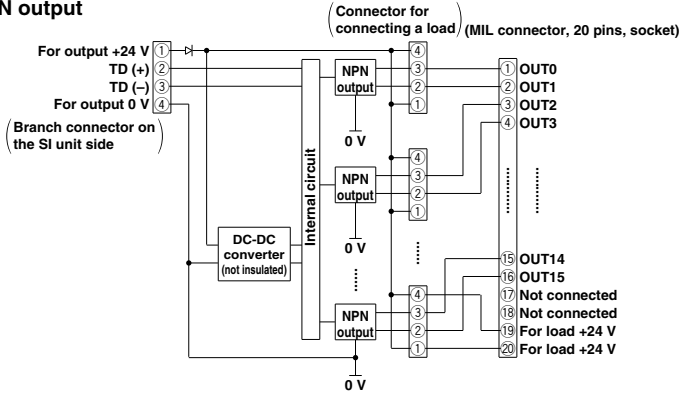 N output
Connector for
connecting a load
(MIL connector, 20 pins, socket)
For output +24 V ①
TD (+) ②
TD (–) ③
For output 0 V ④
Branch connector on
the SI unit side
DC-DC
converter
(not insulated)
Internal circuit
NPN
output
0 V
NPN
output
0 V
NPN
output
0 V
④
③
②
①
④
③
②
①
④
③
②
①
① OUT0
② OUT1
③ OUT2
④ OUT3
⑮ OUT14
⑯ OUT15
⑰ Not connected
⑱ Not connected
⑲ For load +24 V
⑳ For load +24 V